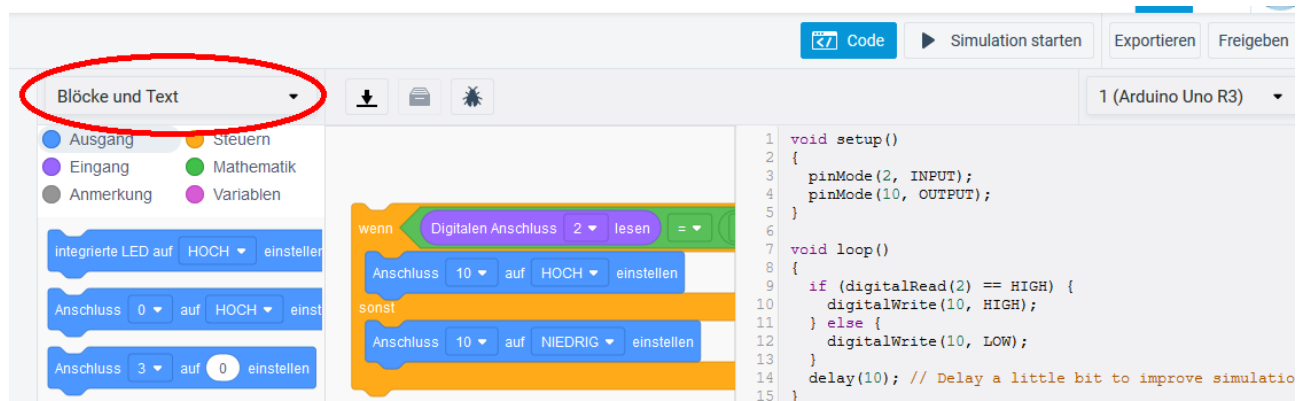 Code
Simulation starten
Exportieren
Freigeben
Blöcke und Text
1 (Arduino Uno R3)
Ausgang
Steuern
Eingang
Mathematik
Anmerkung
Variablen
integrierte LED auf HOCH einstellen
Anschluss 0 auf HOCH einst
Anschluss 3 auf 0 einstellen
wenn Digitalen Anschluss 2 lesen =
Anschluss 10 auf HOCH einstellen
sonst
Anschluss 10 auf NIEDRIG einstellen
1 void setup()
2 {
3 pinMode(2, INPUT);
4 pinMode(10, OUTPUT);
5 }
6
7 void loop()
8 {
9 if (digitalRead(2) == HIGH) {
10 digitalWrite(10, HIGH);
11 } else {
12 digitalWrite(10, LOW);
13 }
14 delay(10); // Delay a little bit to improve simulatio
15 }